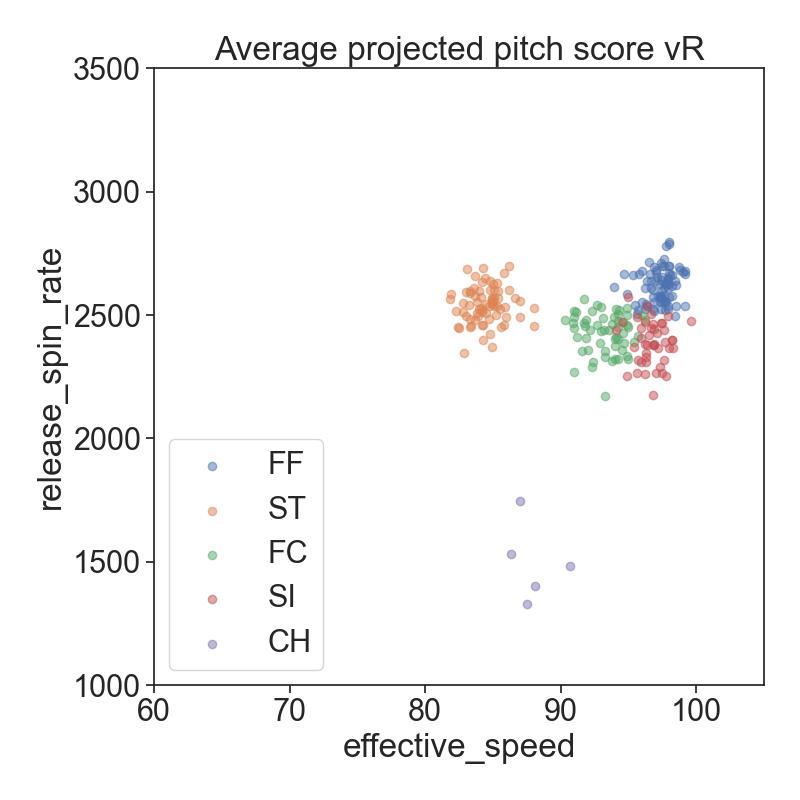 Average projected pitch score vR
3500
3000
2500
2000
1500
1000
release_spin_rate
FF
ST
FC
SI
CH
60 70 80 90 100
effective_speed